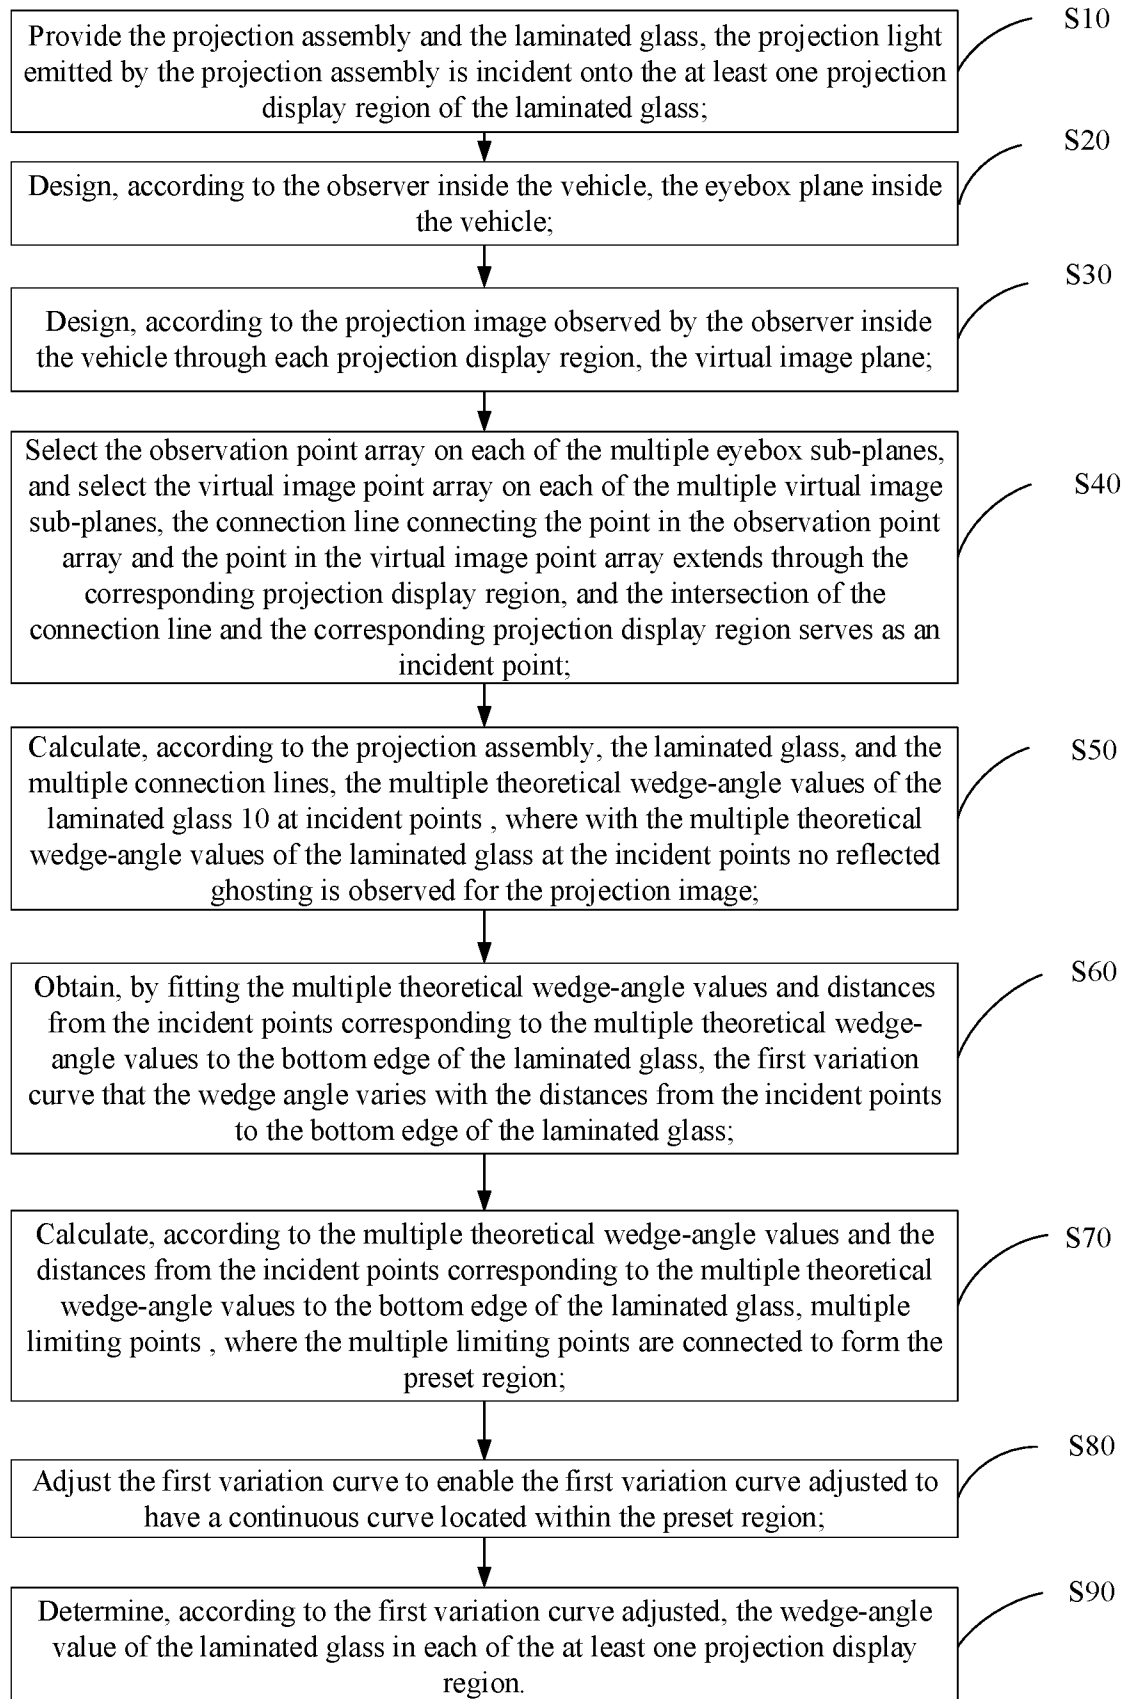 S10
Provide the projection assembly and the laminated glass, the projection light
emitted by the projection assembly is incident onto the at least one projection
display region of the laminated glass;
S20
Design, according to the observer inside the vehicle, the eyebox plane inside
the vehicle;
S30
Design, according to the projection image observed by the observer inside
the vehicle through each projection display region, the virtual image plane;
S40
Select the observation point array on each of the multiple eyebox sub-planes,
and select the virtual image point array on each of the multiple virtual image
sub-planes, the connection line connecting the point in the observation point
array and the point in the virtual image point array extends through the
corresponding projection display region, and the intersection of the
connection line and the corresponding projection display region serves as an
incident point;
S50
Calculate, according to the projection assembly, the laminated glass, and the
multiple connection lines, the multiple theoretical wedge-angle values of the
laminated glass 10 at incident points , where with the multiple theoretical
wedge-angle values of the laminated glass at the incident points no reflected
ghosting is observed for the projection image;
S60
Obtain, by fitting the multiple theoretical wedge-angle values and distances
from the incident points corresponding to the multiple theoretical wedge-
angle values to the bottom edge of the laminated glass, the first variation
curve that the wedge angle varies with the distances from the incident points
to the bottom edge of the laminated glass;
S70
Calculate, according to the multiple theoretical wedge-angle values and the
distances from the incident points corresponding to the multiple theoretical
wedge-angle values to the bottom edge of the laminated glass, multiple
limiting points , where the multiple limiting points are connected to form the
preset region;
S80
Adjust the first variation curve to enable the first variation curve adjusted to
have a continuous curve located within the preset region;
S90
Determine, according to the first variation curve adjusted, the wedge-angle
value of the laminated glass in each of the at least one projection display
region.